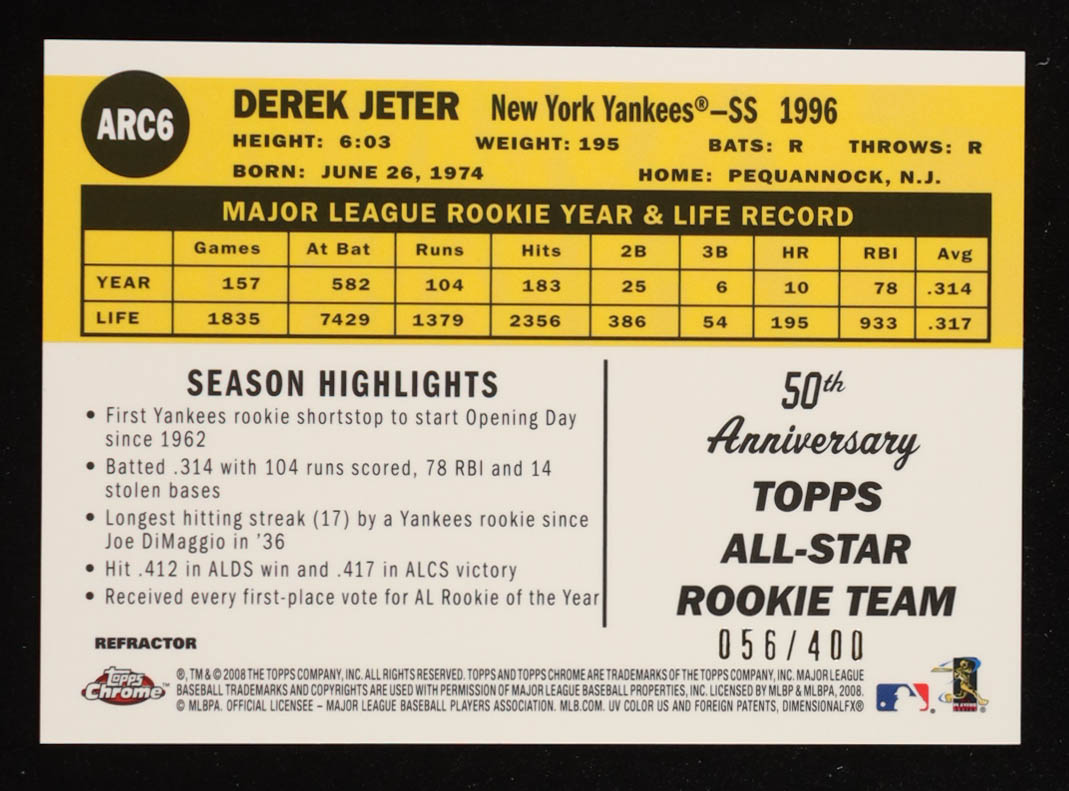 ARC6
DEREK JETER New York Yankees®–SS 1996
HEIGHT: 6:03 WEIGHT: 195 BATS: R THROWS: R
BORN: JUNE 26, 1974 HOME: PEQUANNOCK, N.J.
MAJOR LEAGUE ROOKIE YEAR & LIFE RECORD
Games At Bat Runs Hits 2B 3B HR RBI Avg
YEAR 157 582 104 183 25 6 10 78 .314
LIFE 1835 7429 1379 2356 386 54 195 933 .317
SEASON HIGHLIGHTS
• First Yankees rookie shortstop to start Opening Day
since 1962
• Batted .314 with 104 runs scored, 78 RBI and 14
stolen bases
• Longest hitting streak (17) by a Yankees rookie since
Joe DiMaggio in '36
• Hit .412 in ALDS win and .417 in ALCS victory
• Received every first-place vote for AL Rookie of the Year
50th
Anniversary
TOPPS
ALL-STAR
ROOKIE TEAM
056/400
REFRACTOR
Topps
Chrome™
®, TM & © 2008 THE TOPPS COMPANY, INC. ALL RIGHTS RESERVED. TOPPS AND TOPPS CHROME ARE TRADEMARKS OF THE TOPPS COMPANY, INC. MAJOR LEAGUE
BASEBALL TRADEMARKS AND COPYRIGHTS ARE USED WITH PERMISSION OF MAJOR LEAGUE BASEBALL PROPERTIES, INC. LICENSED BY MLBP & MLBPA, 2008.
© MLBPA. OFFICIAL LICENSEE – MAJOR LEAGUE BASEBALL PLAYERS ASSOCIATION. MLB.COM. UV COLOR US AND FOREIGN PATENTS, DIMENSIONALFX®